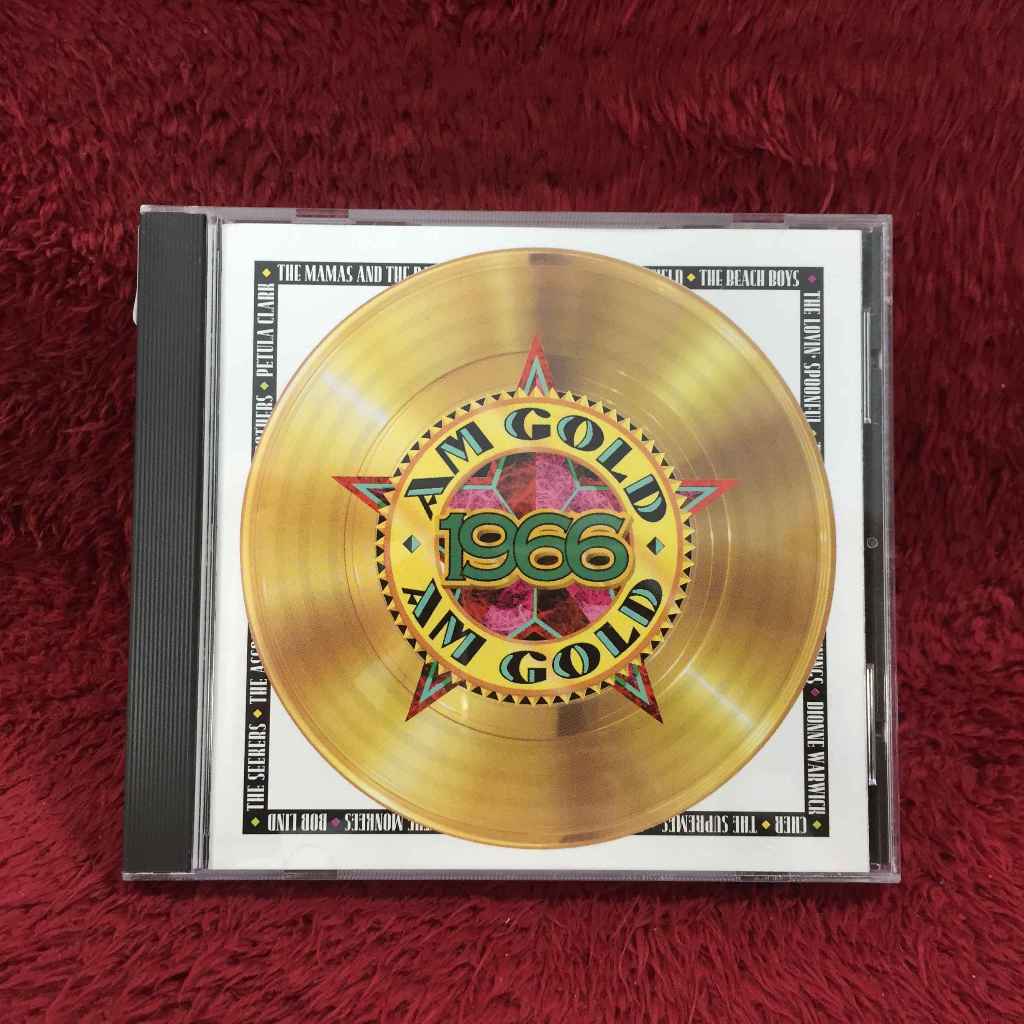 THE MAMAS AND THE
THE BEACH BOYS
THE LOVIN' SPOONFUL
DIONNE WARWICK
CHER
THE SUPREMES
THE MONKEES
BOB LIND
THE SEEKERS
THE
PETULA CLARK
AM GOLD
1966
AM GOLD